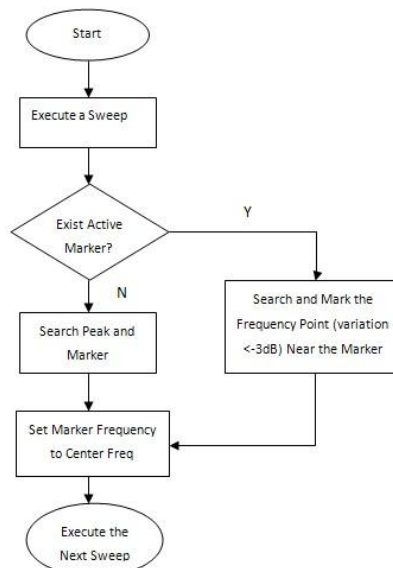 Start
Execute a Sweep
Exist Active
Marker?
Y
N
Search Peak and
Marker
Search and Mark the
Frequency Point (variation
<-3dB) Near the Marker
Set Marker Frequency
to Center Freq
Execute the
Next Sweep